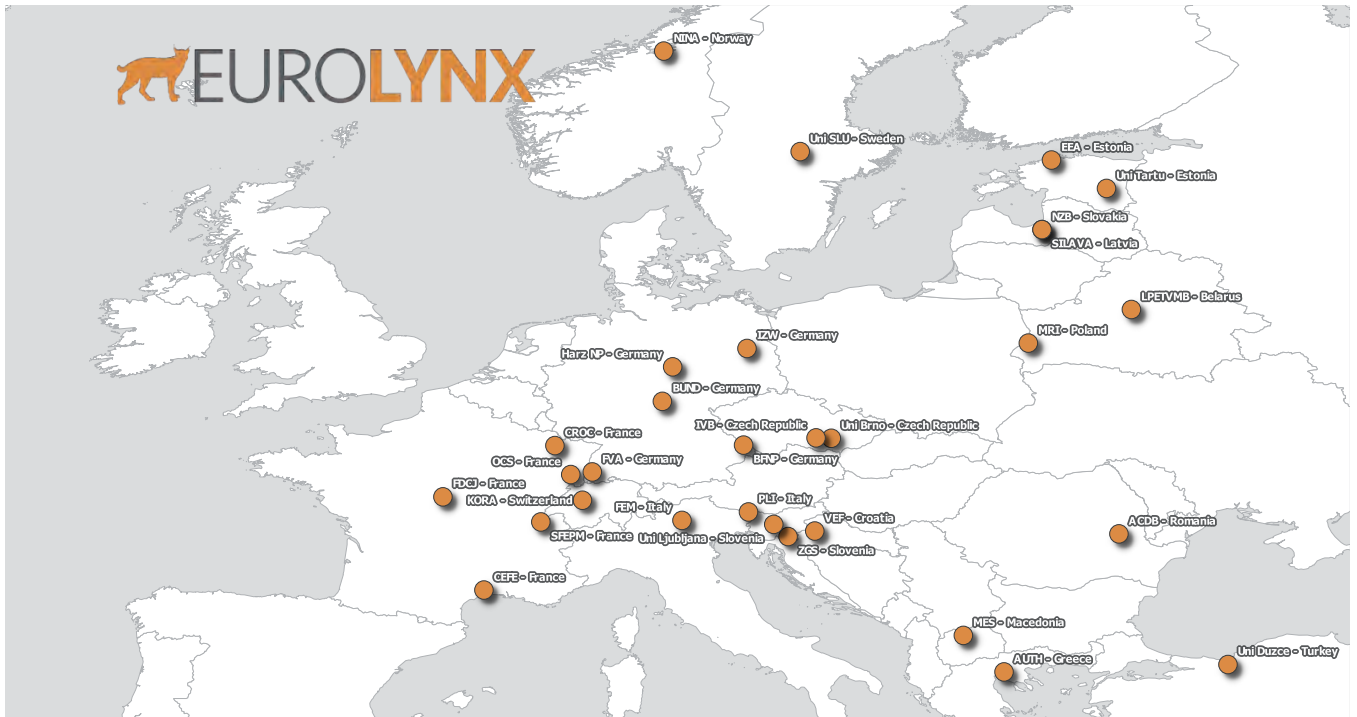 NINA - Norway
EUROLYNX
Uni SLU - Sweden
EEA - Estonia
Uni Tartu - Estonia
NZB - Slovakia
SILAVA - Latvia
LPETVMB - Belarus
MRI - Poland
IZW - Germany
Harz NP - Germany
BUND - Germany
IVB - Czech Republic
Uni Brno - Czech Republic
CROC - France
BFNP - Germany
OCS - France
FVA - Germany
FDCJ - France
KORA - Switzerland
FEM - Italy
PLI - Italy
VEF - Croatia
ACDB - Romania
SFEPM - France
Uni Ljubljana - Slovenia
ZGS - Slovenia
CEFE - France
MES - Macedonia
Uni Duzce - Turkey
AUTH - Greece